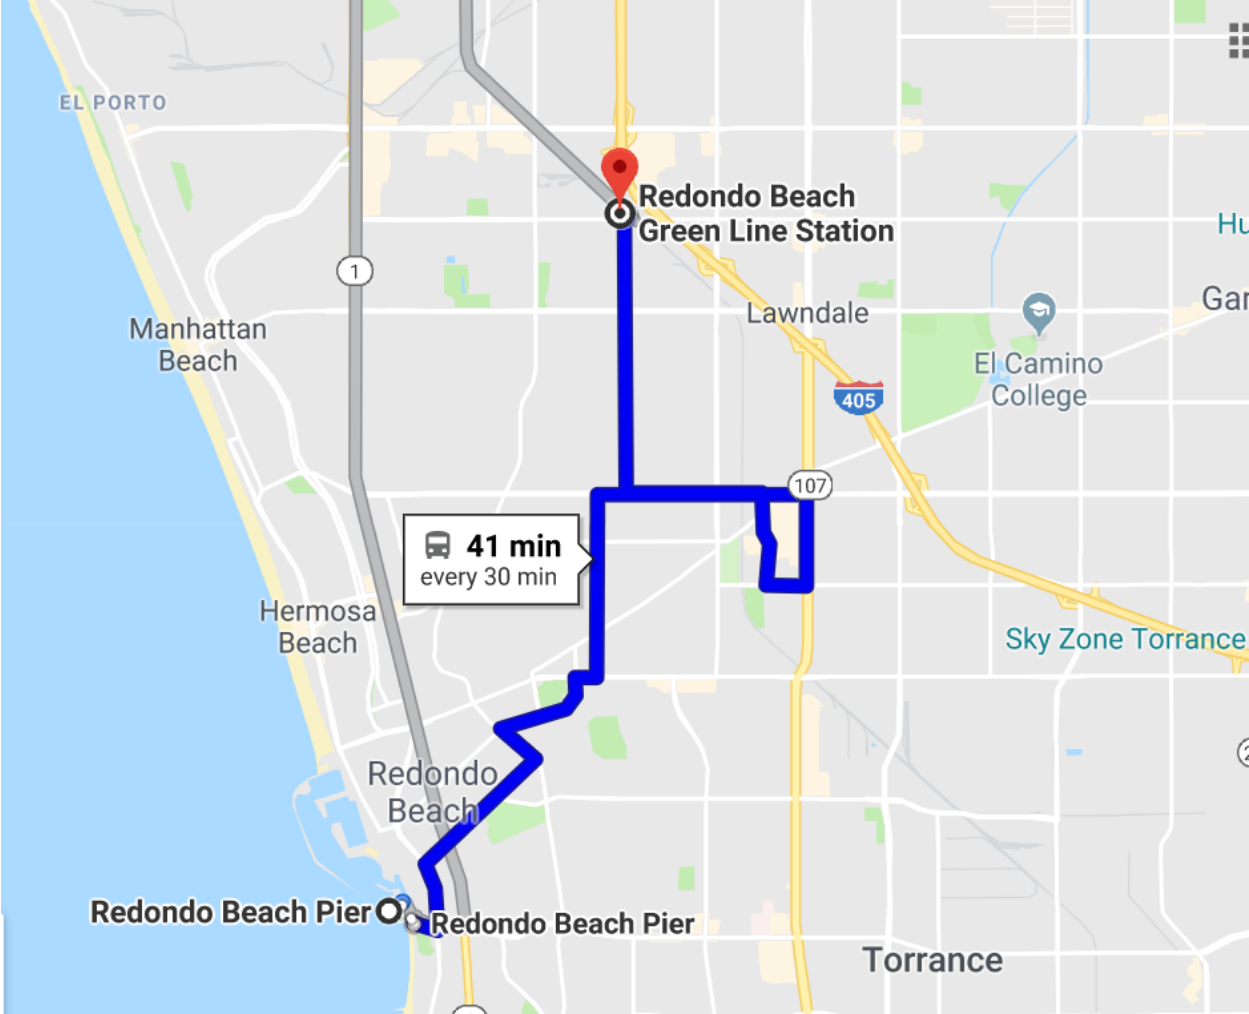 EL PORTO
Redondo Beach
Green Line Station
Hu
1
Gar
Lawndale
Manhattan
Beach
El Camino
College
405
107
41 min
every 30 min
Hermosa
Beach
Sky Zone Torrance
Redondo
Beach
Redondo Beach Pier
Redondo Beach Pier
Torrance